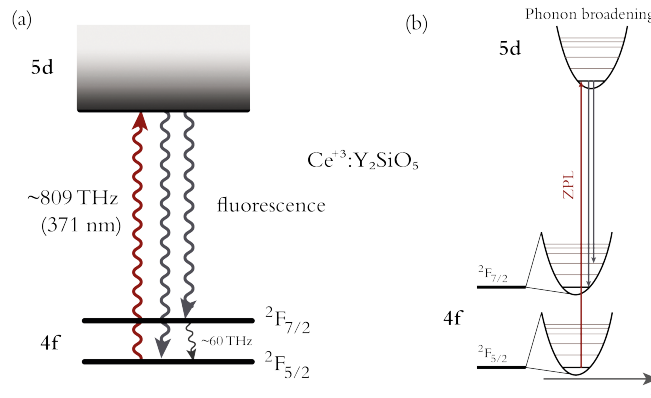 (a)
5d
Ce⁺³:Y₂SiO₅
~809 THz
(371 nm)
fluorescence
²F₇/₂
4f
~60 THz
²F₅/₂
(b)
Phonon broadening
5d
ZPL
²F₇/₂
4f
²F₅/₂